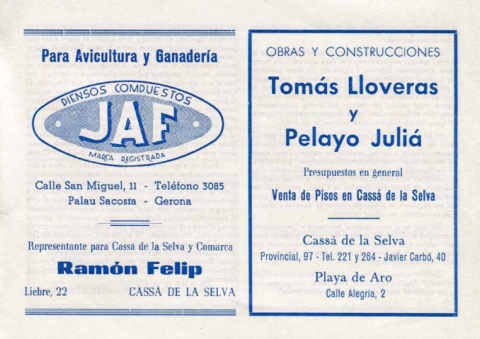 Para Avicultura y Ganadería
PIENSOS COMPUESTOS
JAF
MARCA REGISTRADA
Calle San Miguel, 11 - Teléfono 3085
Palau Sacosta - Gerona
Representante para Cassá de la Selva y Comarca
Ramón Felip
Liebre, 22 CASSÁ DE LA SELVA
OBRAS Y CONSTRUCCIONES
Tomás Lloveras
y
Pelayo Juliá
Presupuestos en general
Venta de Pisos en Cassá de la Selva
Cassá de la Selva
Provincial, 97 - Tel. 221 y 264 - Javier Carbó, 40
Playa de Aro
Calle Alegría, 2